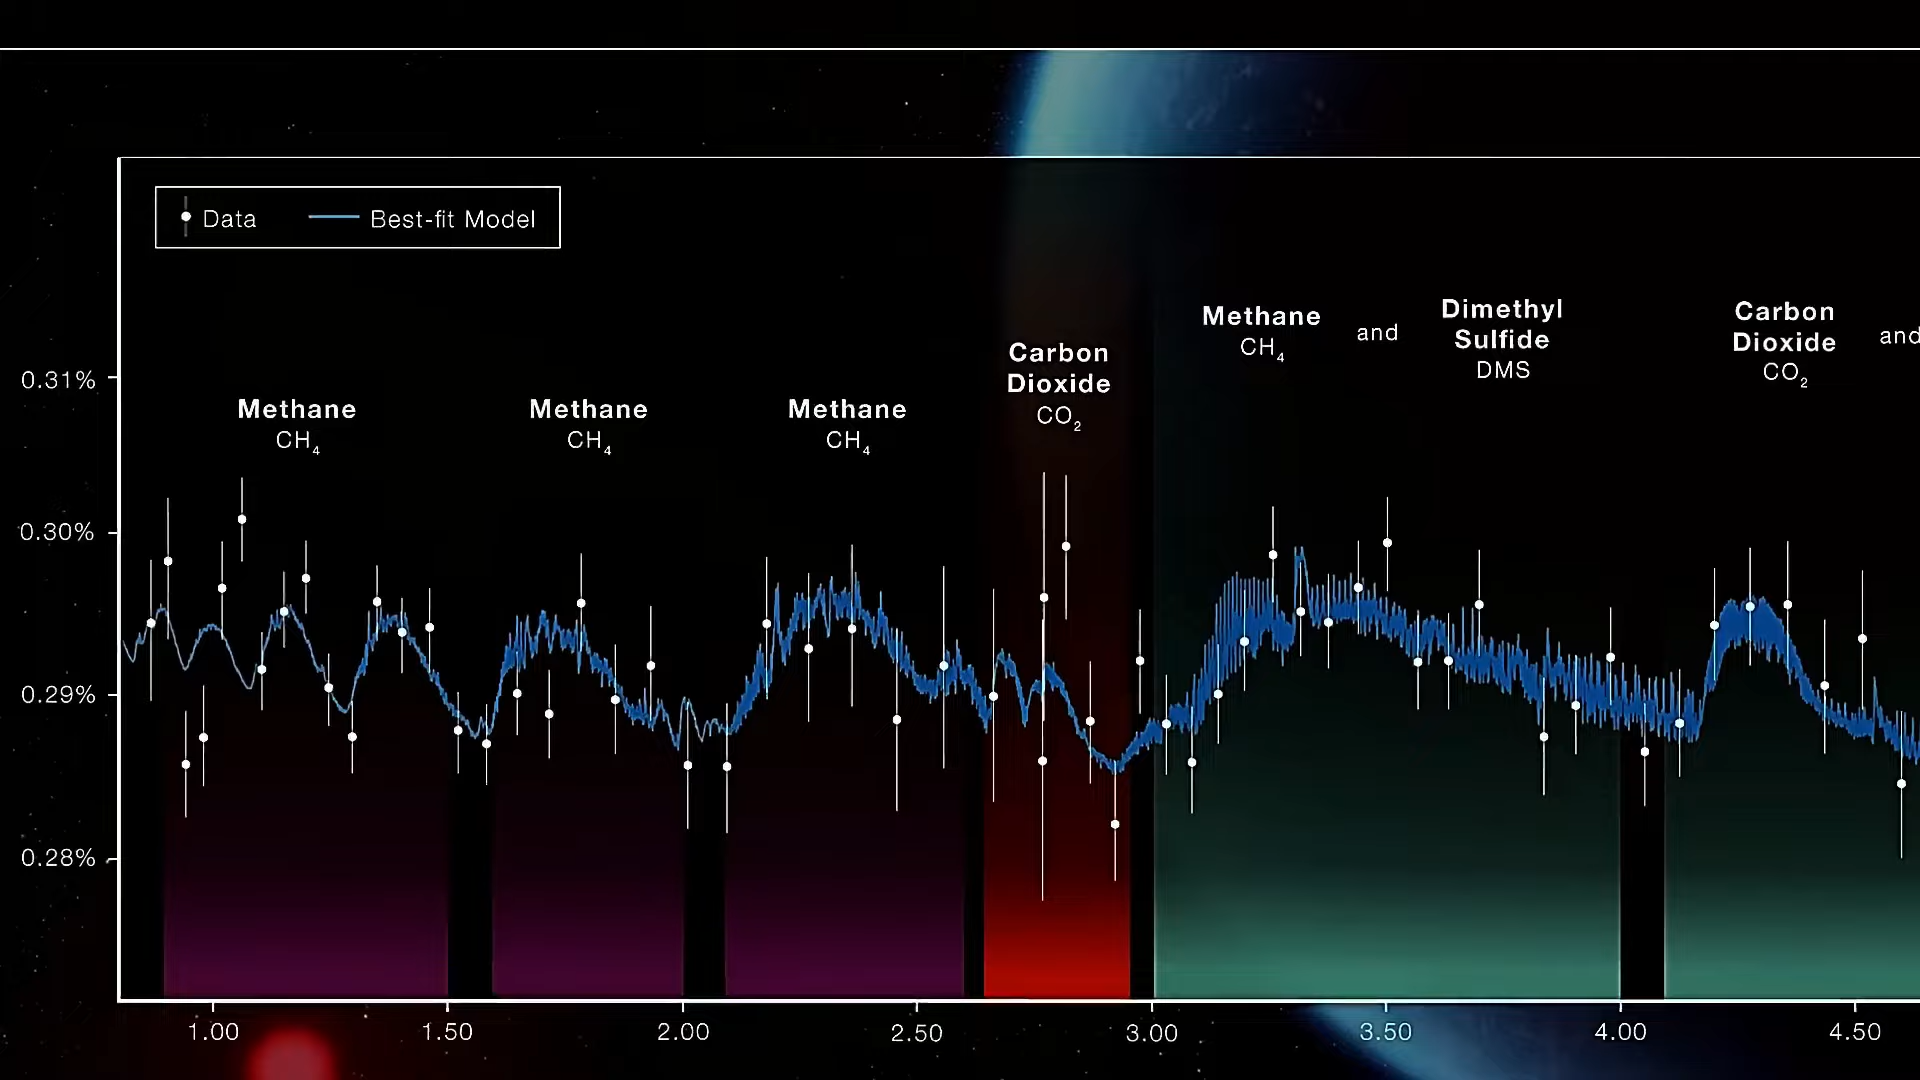 Data
Best-fit Model
Methane
CH₄
and
Dimethyl
Sulfide
DMS
Carbon
Dioxide
CO₂
and
Carbon
Dioxide
CO₂
Methane
CH₄
Methane
CH₄
Methane
CH₄
0.31%
0.30%
0.29%
0.28%
1.00
1.50
2.00
2.50
3.00
3.50
4.00
4.50